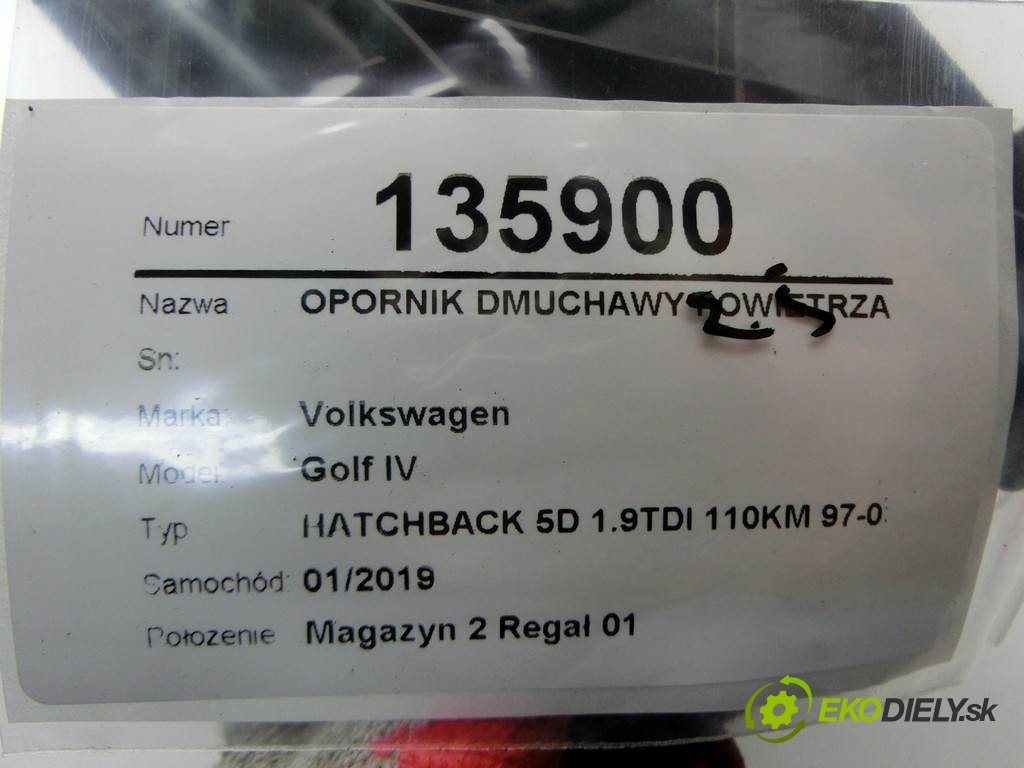 Numer 135900
Nazwa OPORNIK DMUCHAWY POWIETRZA
Sn:
Marka: Volkswagen
Model Golf IV
Typ HATCHBACK 5D 1.9TDI 110KM 97-0
Samochód: 01/2019
Położenie Magazyn 2 Regał 01
EKODIELY.sk